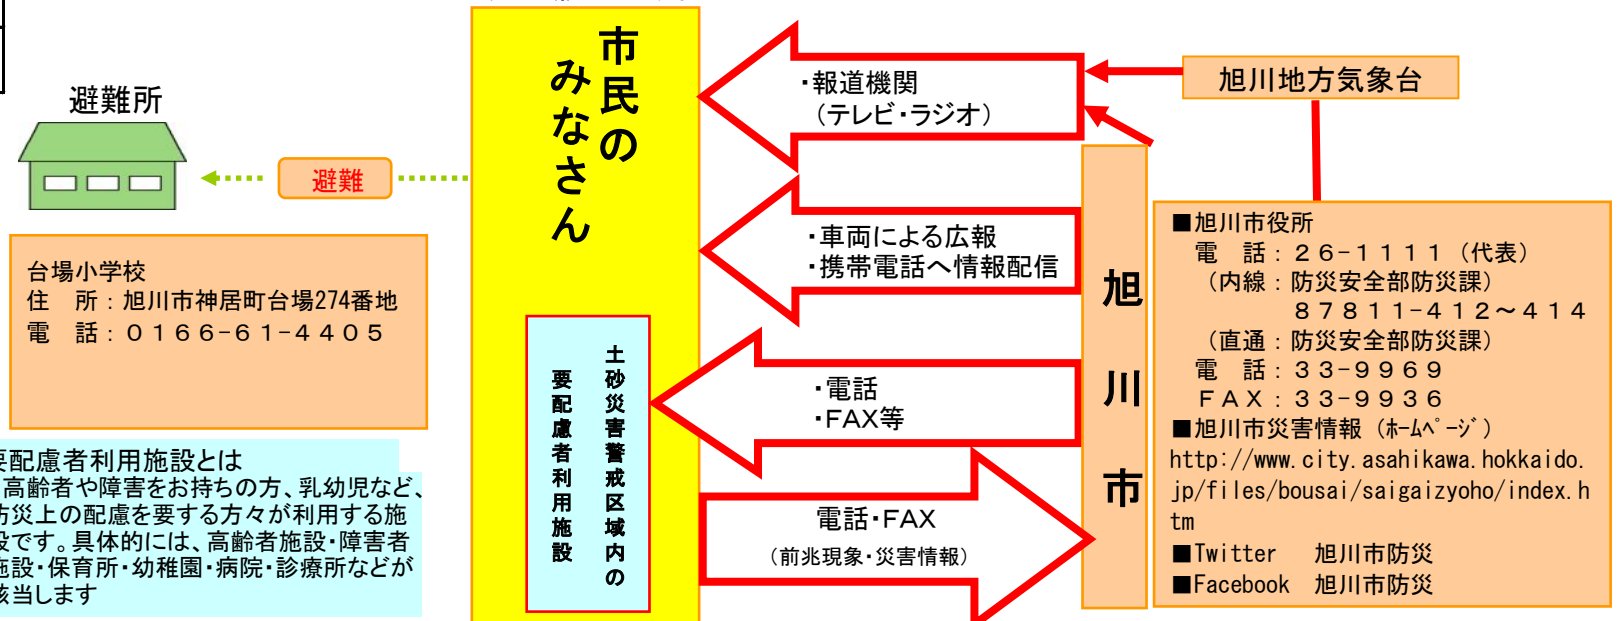 避難所
避難
台場小学校
住　所：旭川市神居町台場274番地
電　話：０１６６-６１-４４０５
要配慮者利用施設とは
高齢者や障害をお持ちの方、乳幼児など、
防災上の配慮を要する方々が利用する施
設です。具体的には、高齢者施設・障害者
施設・保育所・幼稚園・病院・診療所などが
該当します
市民の
みなさん
土砂災害警戒区域内の
要配慮者利用施設
・報道機関
（テレビ・ラジオ）
・車両による広報
・携帯電話へ情報配信
・電話
・FAX等
電話・FAX
（前兆現象・災害情報）
旭川市
旭川地方気象台
■旭川市役所
電　話：２６-１１１１（代表）
（内線：防災安全部防災課）
８７８１１-４１２～４１４
（直通：防災安全部防災課）
電　話：３３-９９６９
ＦＡＸ：３３-９９３６
■旭川市災害情報（ﾎｰﾑﾍﾟｰｼﾞ）
http://www.city.asahikawa.hokkaido.
jp/files/bousai/saigaizyoho/index.h
tm
■Twitter　旭川市防災
■Facebook　旭川市防災